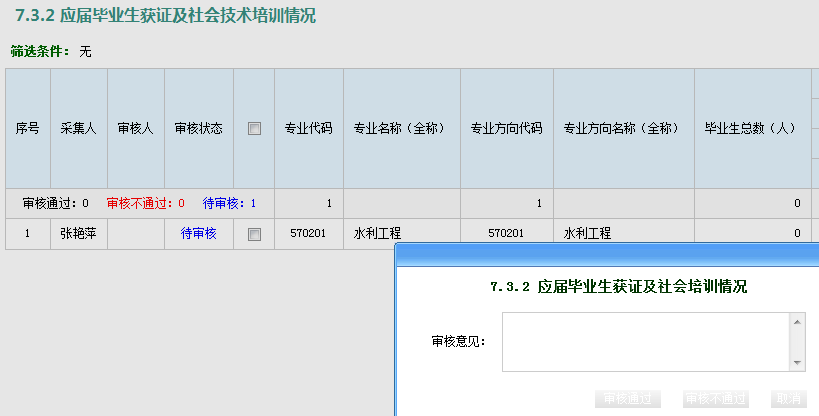 7.3.2 应届毕业生获证及社会技术培训情况
筛选条件： 无
序号 采集人 审核人 审核状态 专业代码 专业名称（全称） 专业方向代码 专业方向名称（全称） 毕业生总数（人）
审核通过：0 审核不通过：0 待审核：1 1 1 0
1 张艳萍 待审核 570201 水利工程 570201 水利工程 0
7.3.2 应届毕业生获证及社会培训情况
审核意见：
审核通过 审核不通过 取消